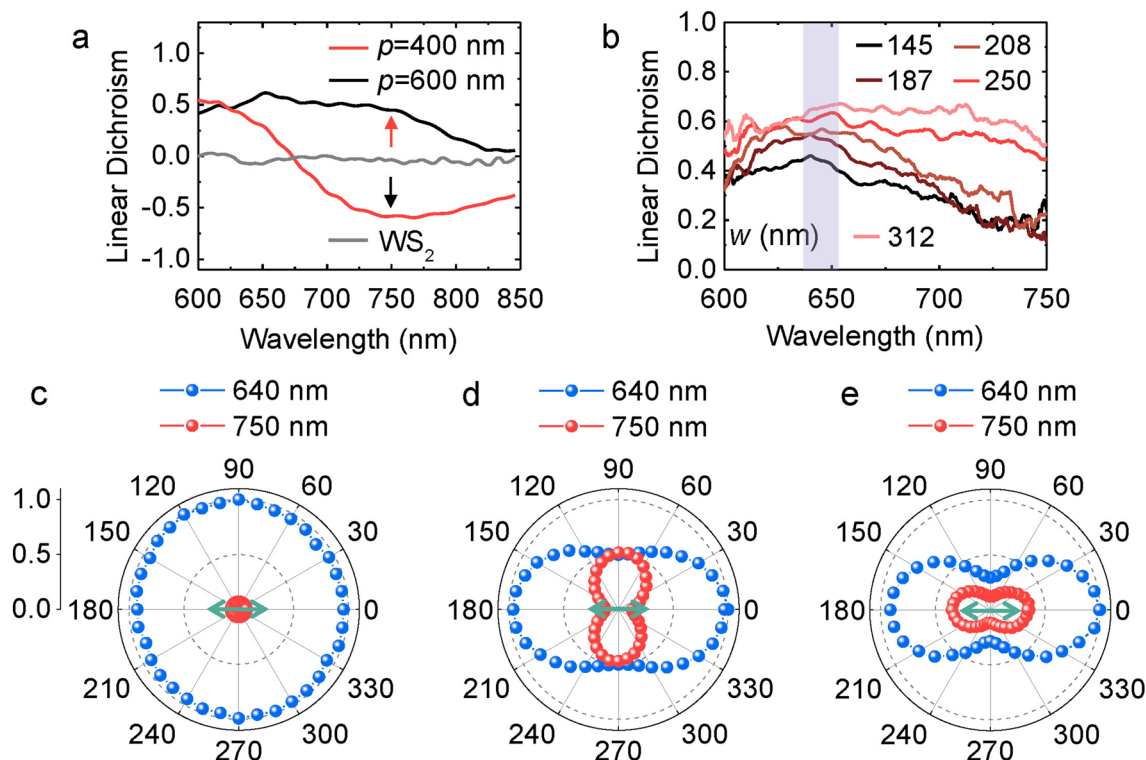 a
Linear Dichroism
1.0
0.5
0.0
-0.5
-1.0
p=400 nm
p=600 nm
WS2
600 650 700 750 800 850
Wavelength (nm)
b
Linear Dichroism
1.0
0.8
0.6
0.4
0.2
0.0
145 208
187 250
w (nm) 312
600 650 700 750
Wavelength (nm)
c
640 nm
750 nm
1.0
0.5
0.0
90
120 60
150 30
180 0
210 330
240 300
270
d
640 nm
750 nm
90
120 60
150 30
180 0
210 330
240 300
270
e
640 nm
750 nm
90
120 60
150 30
180 0
210 330
240 300
270